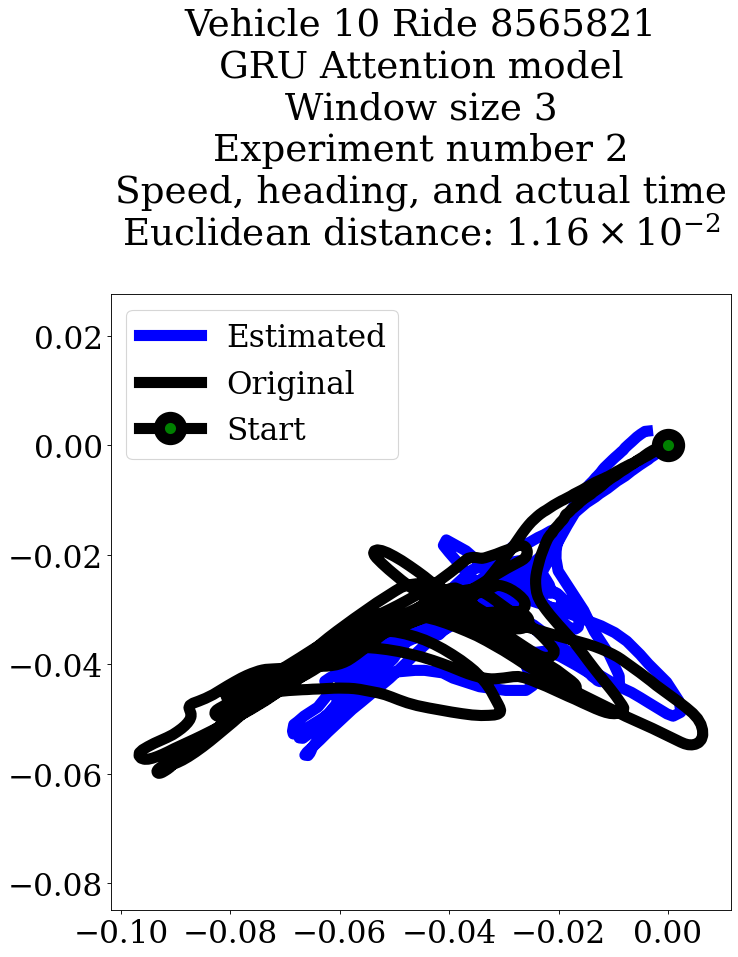 Vehicle 10 Ride 8565821
GRU Attention model
Window size 3
Experiment number 2
Speed, heading, and actual time
Euclidean distance: 1.16 × 10⁻²
Estimated
Original
Start
0.02
0.00
−0.02
−0.04
−0.06
−0.08
−0.10 −0.08 −0.06 −0.04 −0.02 0.00